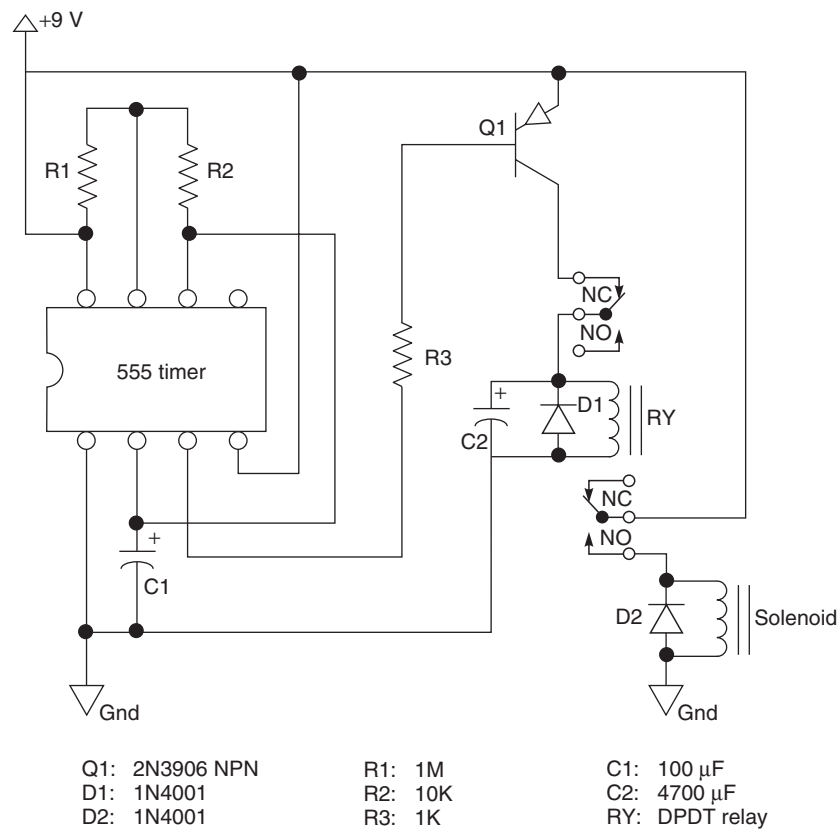 +9 V
Q1
R1
R2
NC
NO
555 timer
R3
+
D1
C2
RY
NC
NO
+
C1
D2
Solenoid
Gnd
Gnd
Q1: 2N3906 NPN
R1: 1M
C1: 100 μF
D1: 1N4001
R2: 10K
C2: 4700 μF
D2: 1N4001
R3: 1K
RY: DPDT relay